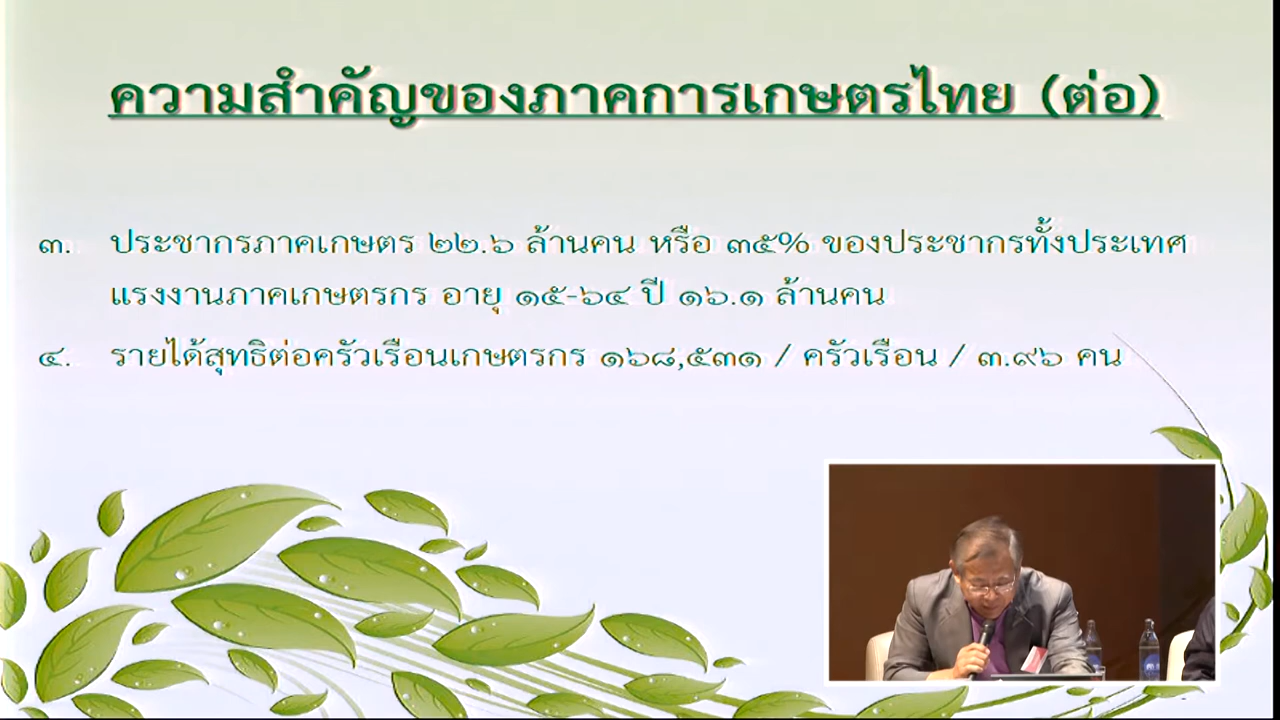 ความสำคัญของภาคการเกษตรไทย (ต่อ)
๓. ประชากรภาคเกษตร ๒๒.๖ ล้านคน หรือ ๓๕% ของประชากรทั้งประเทศ
แรงงานภาคเกษตรกร อายุ ๑๕-๖๔ ปี ๑๖.๑ ล้านคน
๔. รายได้สุทธิต่อครัวเรือนเกษตรกร ๑๖๘,๕๓๑ / ครัวเรือน / ๓.๙๖ คน